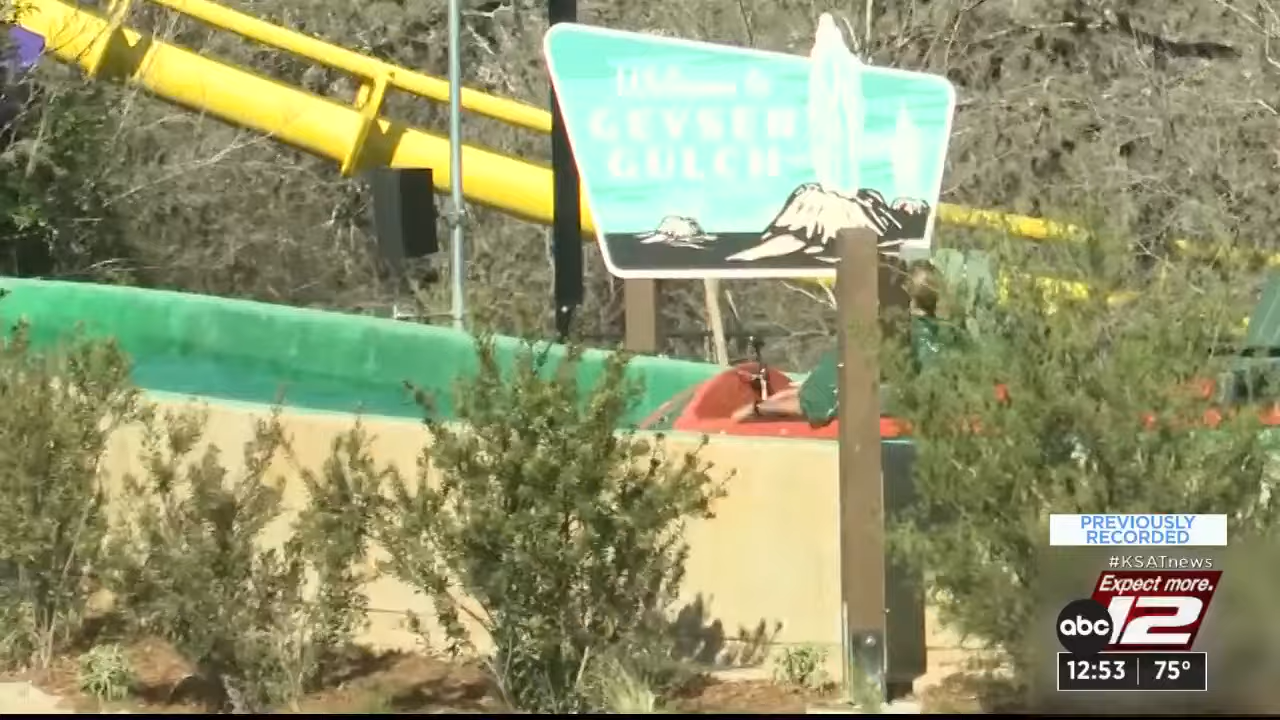 Welcome to
GEYSER
GULCH
PREVIOUSLY
RECORDED
#KSATnews
Expect more.
abc 12
12:53 75°